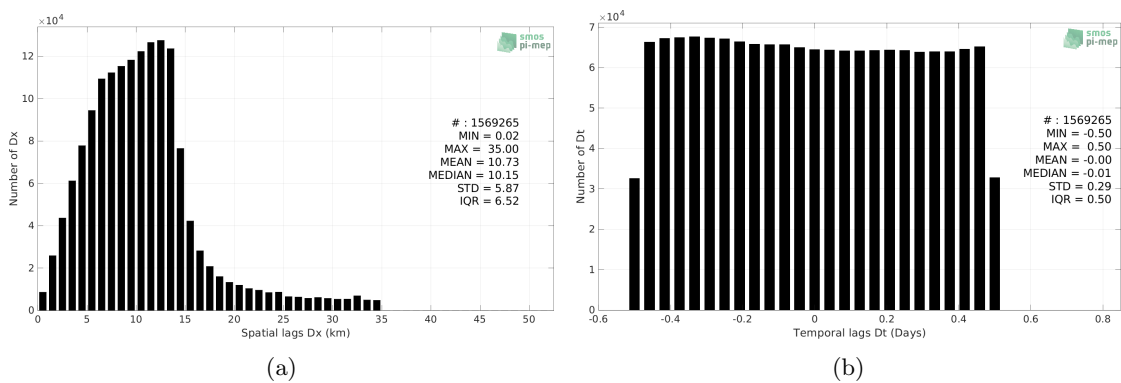 ×10⁴
12
10
8
6
4
2
0
0 5 10 15 20 25 30 35 40 45 50
Number of Dx
Spatial lags Dx (km)
smos
pi-mep
# : 1569265
MIN = 0.02
MAX = 35.00
MEAN = 10.73
MEDIAN = 10.15
STD = 5.87
IQR = 6.52
(a)
×10⁴
7
6
5
4
3
2
1
0
-0.6 -0.4 -0.2 0 0.2 0.4 0.6 0.8
Number of Dt
Temporal lags Dt (Days)
smos
pi-mep
# : 1569265
MIN = -0.50
MAX = 0.50
MEAN = -0.00
MEDIAN = -0.01
STD = 0.29
IQR = 0.50
(b)